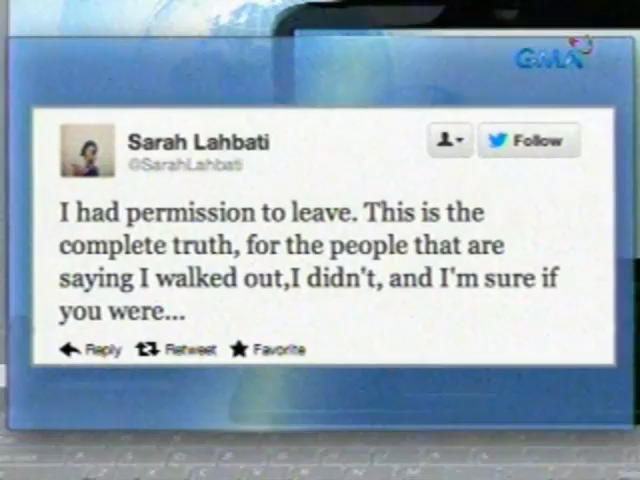 GMA
Sarah Lahbati
@SarahLahbati
Follow
I had permission to leave. This is the
complete truth, for the people that are
saying I walked out,I didn't, and I'm sure if
you were...
Reply Retweet Favorite